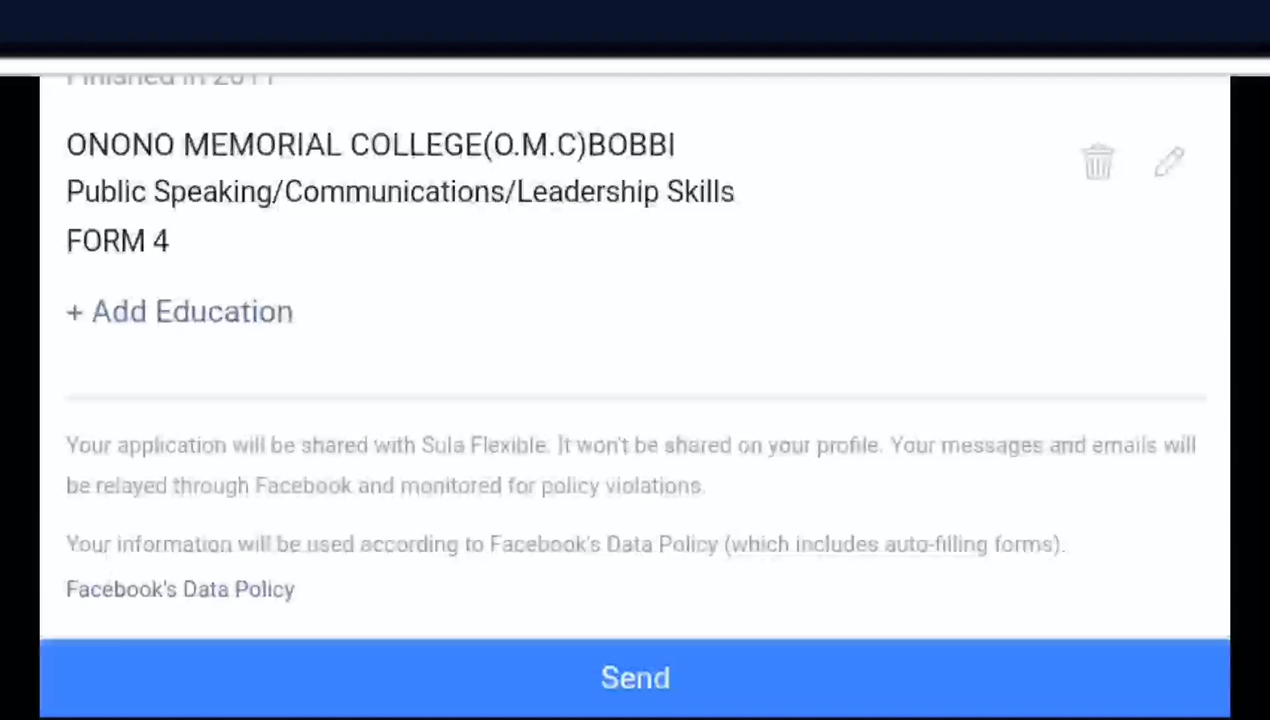 Finished in 2011
ONONO MEMORIAL COLLEGE(O.M.C)BOBBI
Public Speaking/Communications/Leadership Skills
FORM 4
+ Add Education
Your application will be shared with Sula Flexible. It won't be shared on your profile. Your messages and emails will
be relayed through Facebook and monitored for policy violations.
Your information will be used according to Facebook's Data Policy (which includes auto-filling forms).
Facebook's Data Policy
Send